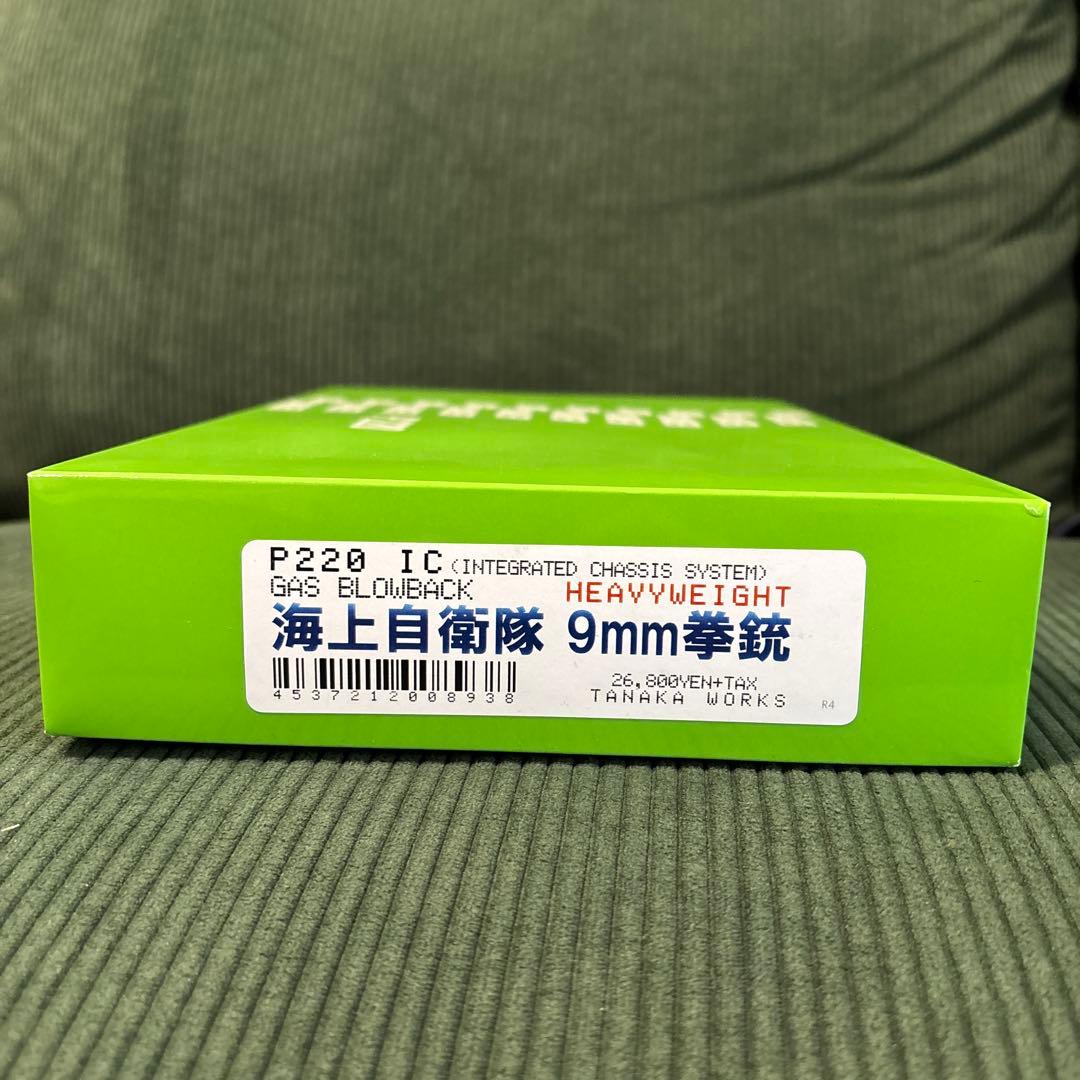 P220 IC (INTEGRATED CHASSIS SYSTEM)
GAS BLOWBACK HEAVYWEIGHT
海上自衛隊 9mm拳銃
4537212008938
26,800YEN+TAX
TANAKA WORKS R4